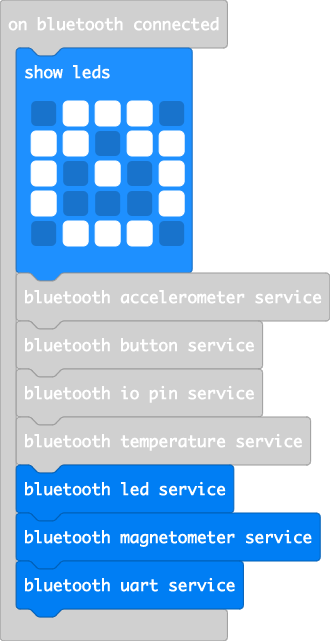 on bluetooth connected
show leds
bluetooth accelerometer service
bluetooth button service
bluetooth io pin service
bluetooth temperature service
bluetooth led service
bluetooth magnetometer service
bluetooth uart service